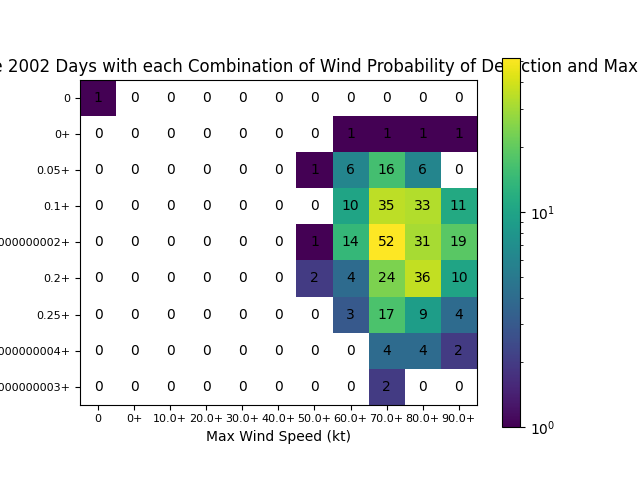 e 2002 Days with each Combination of Wind Probability of Detection and Max
0 1 0 0 0 0 0 0 0 0 0 0
0+ 0 0 0 0 0 0 0 1 1 1 1
0.05+ 0 0 0 0 0 0 1 6 16 6 0
0.1+ 0 0 0 0 0 0 0 10 35 33 11
000000002+ 0 0 0 0 0 0 1 14 52 31 19
0.2+ 0 0 0 0 0 0 2 4 24 36 10
0.25+ 0 0 0 0 0 0 0 3 17 9 4
000000004+ 0 0 0 0 0 0 0 0 4 4 2
000000003+ 0 0 0 0 0 0 0 0 2 0 0
0 0+ 10.0+ 20.0+ 30.0+ 40.0+ 50.0+ 60.0+ 70.0+ 80.0+ 90.0+
Max Wind Speed (kt)
10¹
10⁰